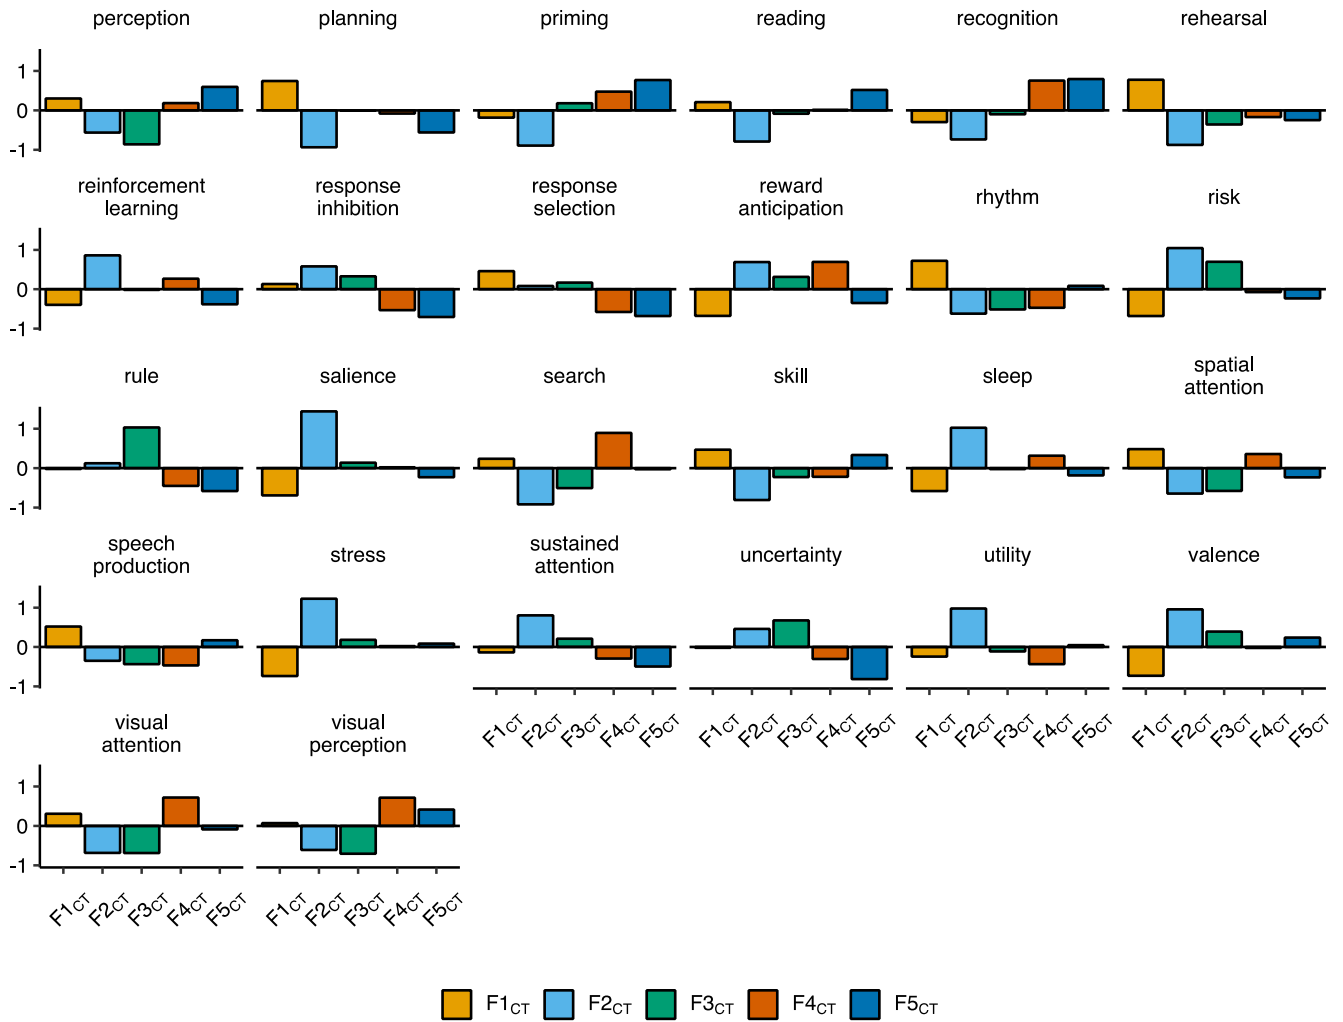 perception planning priming reading recognition rehearsal
1
0
-1
reinforcement learning response inhibition response selection reward anticipation rhythm risk
1
0
-1
rule salience search skill sleep spatial attention
1
0
-1
speech production stress sustained attention uncertainty utility valence
1
0
-1
F1CT F2CT F3CT F4CT F5CT F1CT F2CT F3CT F4CT F5CT F1CT F2CT F3CT F4CT F5CT F1CT F2CT F3CT F4CT F5CT
visual attention visual perception
1
0
-1
F1CT F2CT F3CT F4CT F5CT F1CT F2CT F3CT F4CT F5CT
F1CT F2CT F3CT F4CT F5CT